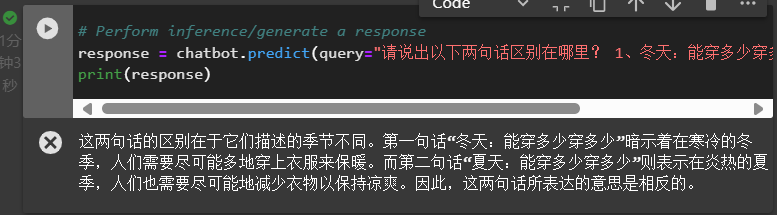 Code
# Perform inference/generate a response
1分
response = chatbot.predict(query="请说出以下两句话区别在哪里? 1、冬天：能穿多少穿多
钟3
print(response)
秒
这两句话的区别在于它们描述的季节不同。第一句话“冬天：能穿多少穿多少”暗示着在寒冷的冬
季，人们需要尽可能多地穿上衣服来保暖。而第二句话“夏天：能穿多少穿多少”则表示在炎热的夏
季，人们也需要尽可能地减少衣物以保持凉爽。因此，这两句话所表达的意思是相反的。